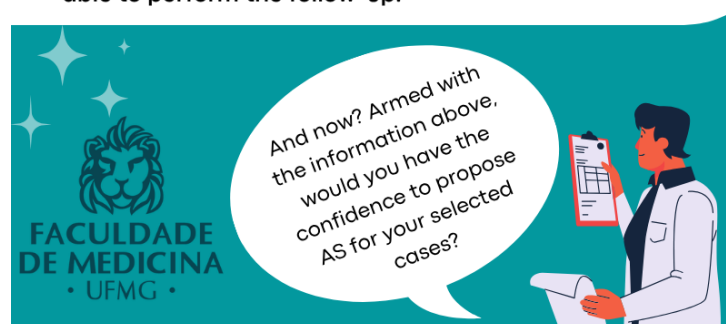 able to perform the follow-up.
And now? Armed with
the information above,
would you have the
confidence to propose
AS for your selected
cases?
FACULDADE
DE MEDICINA
• UFMG •